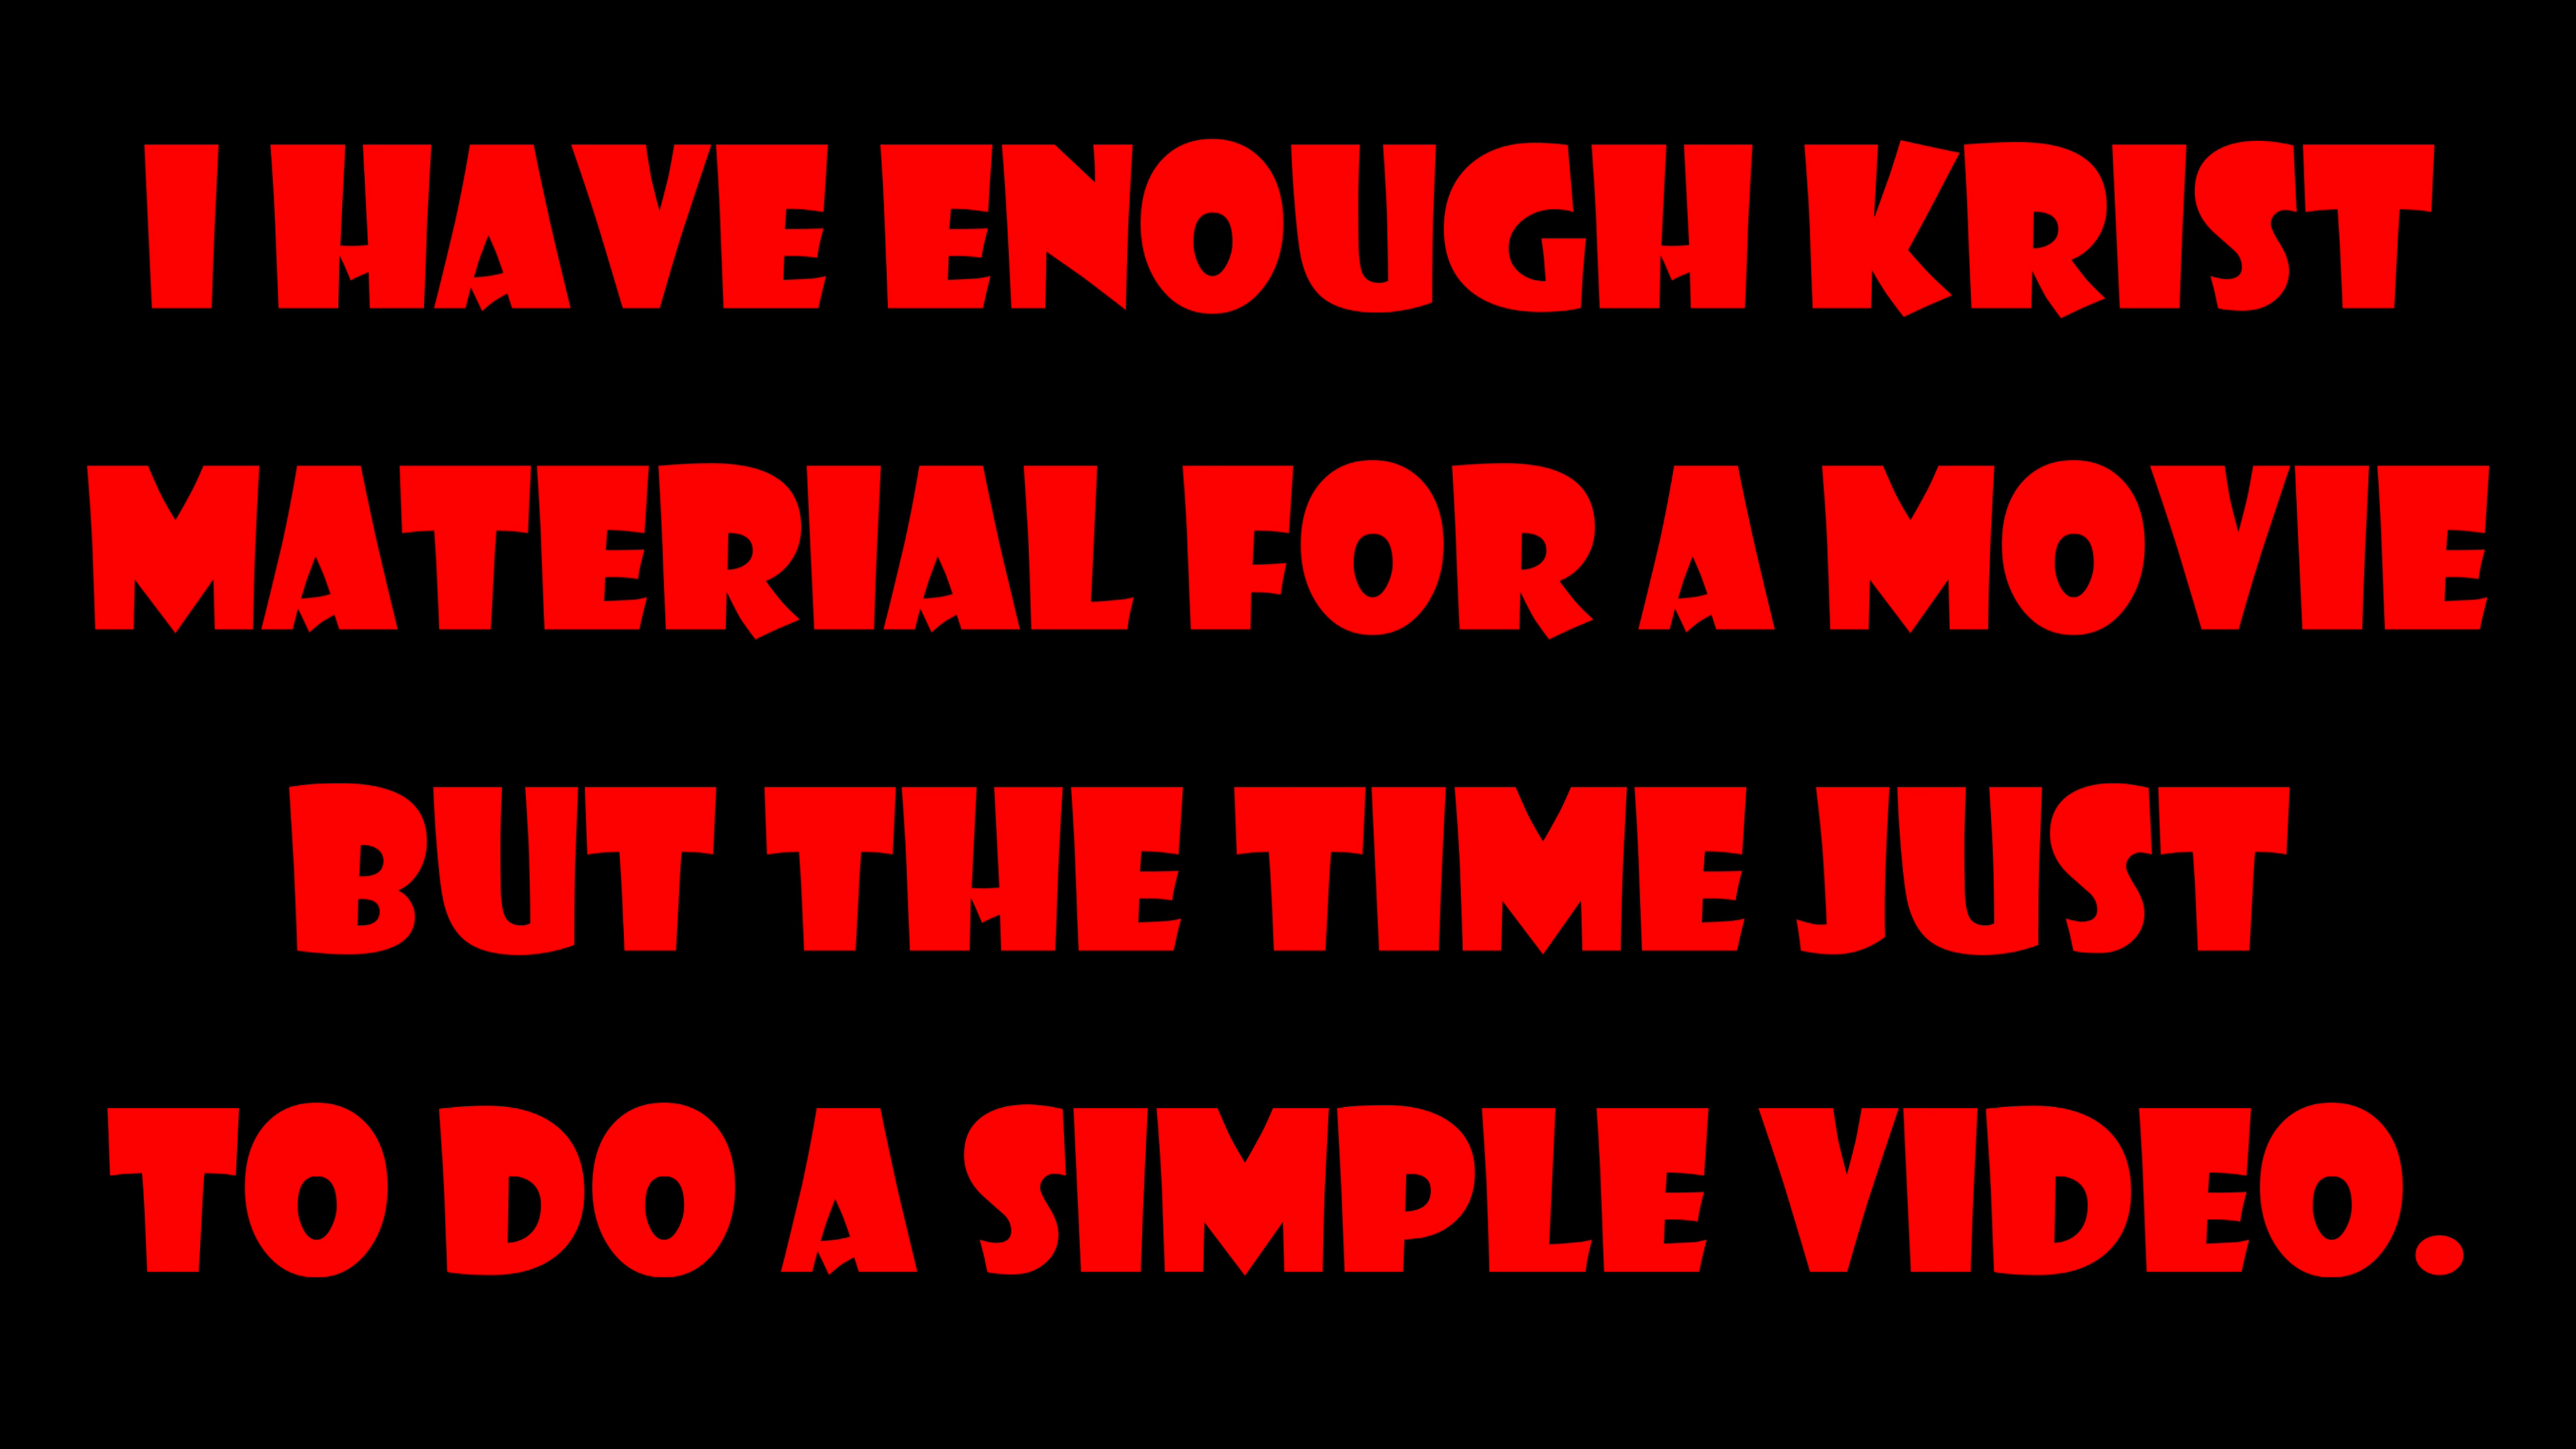 I HAVE ENOUGH KRIST
MATERIAL FOR A MOVIE
BUT THE TIME JUST
TO DO A SIMPLE VIDEO.